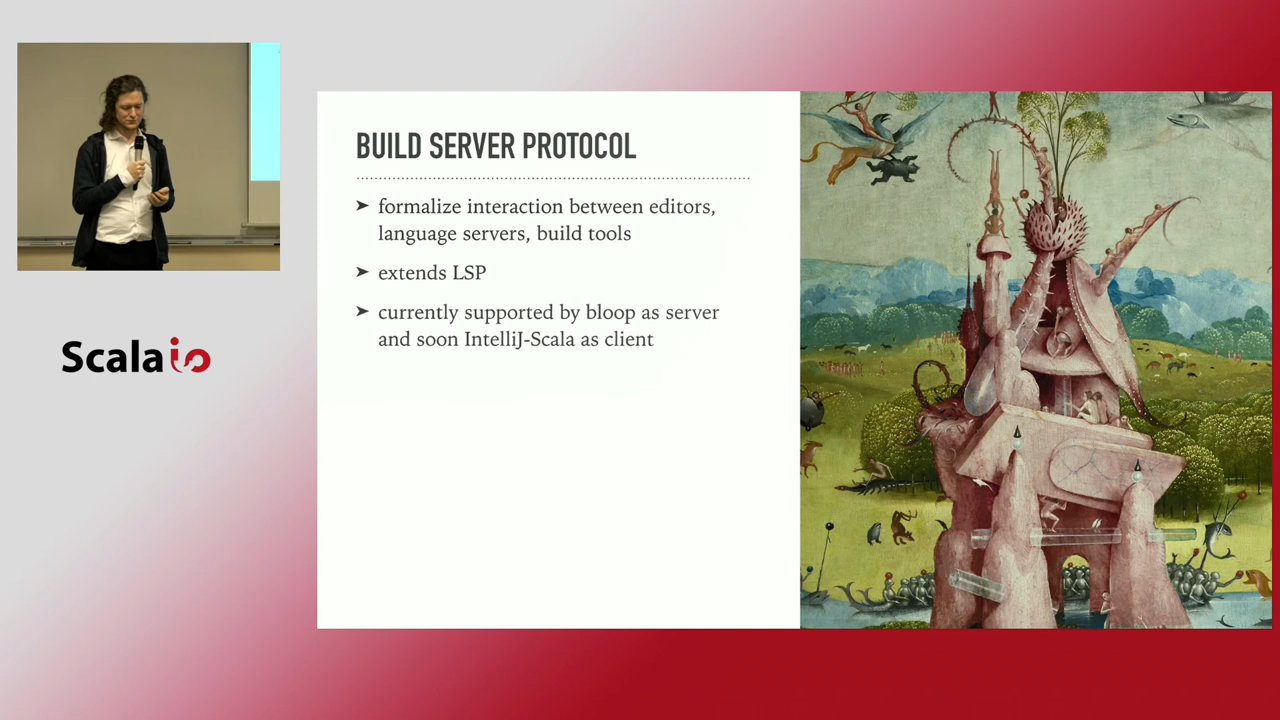 BUILD SERVER PROTOCOL
➤ formalize interaction between editors,
language servers, build tools
➤ extends LSP
➤ currently supported by bloop as server
and soon IntelliJ-Scala as client
Scala io